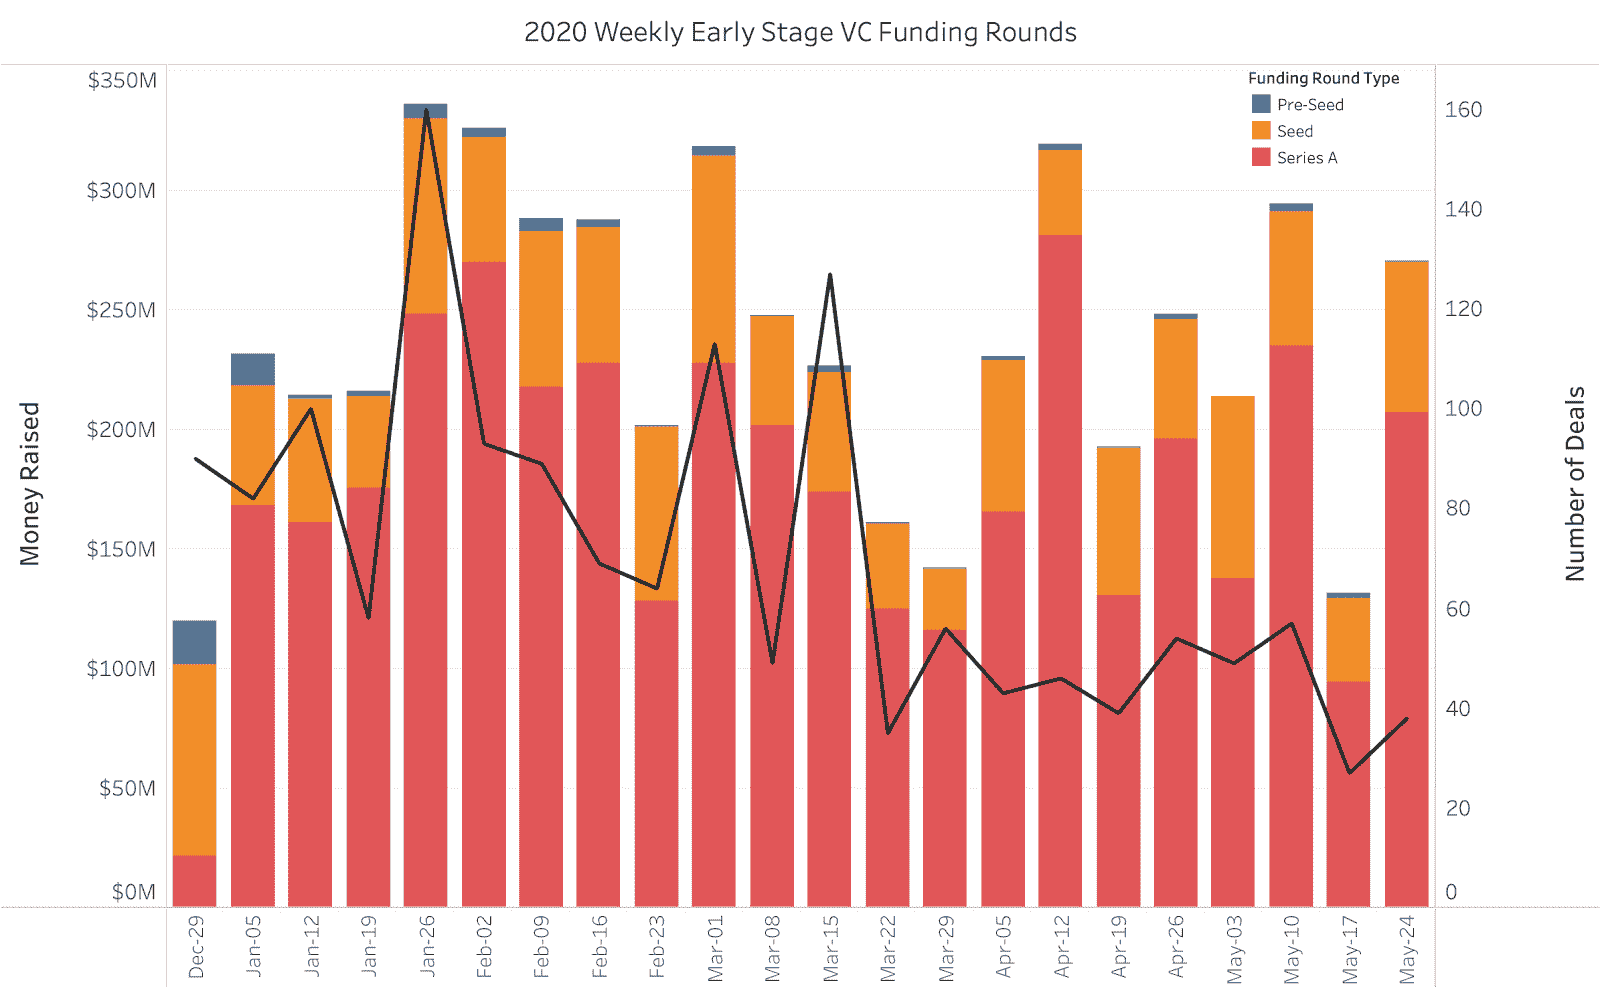 2020 Weekly Early Stage VC Funding Rounds
Funding Round Type
Pre-Seed
Seed
Series A
Money Raised
$350M
$300M
$250M
$200M
$150M
$100M
$50M
$0M
160
140
120
100
80
60
40
20
0
Number of Deals
Dec-29
Jan-05
Jan-12
Jan-19
Jan-26
Feb-02
Feb-09
Feb-16
Feb-23
Mar-01
Mar-08
Mar-15
Mar-22
Mar-29
Apr-05
Apr-12
Apr-19
Apr-26
May-03
May-10
May-17
May-24